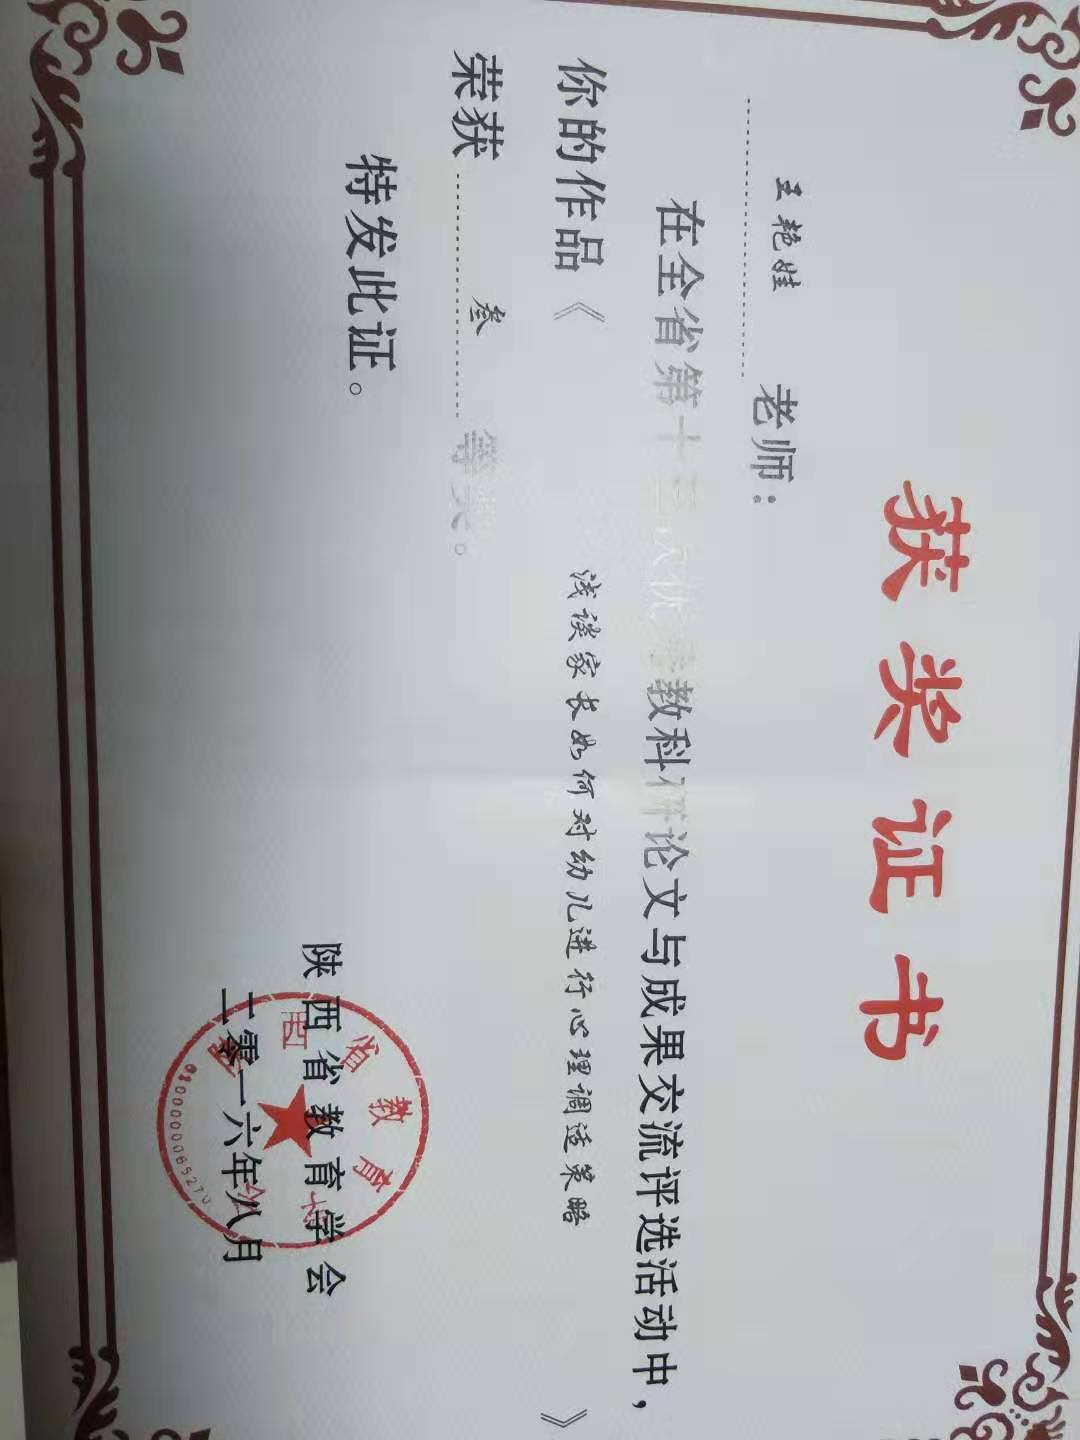 获奖证书
王艳娃 老师：
在全省第十三次优秀教科研论文与成果交流评选活动中，
你的作品《 浅谈家长如何对幼儿进行心理调适策略 》
荣获 叁 等奖。
特发此证。
陕西省教育学会
二零一六年八月